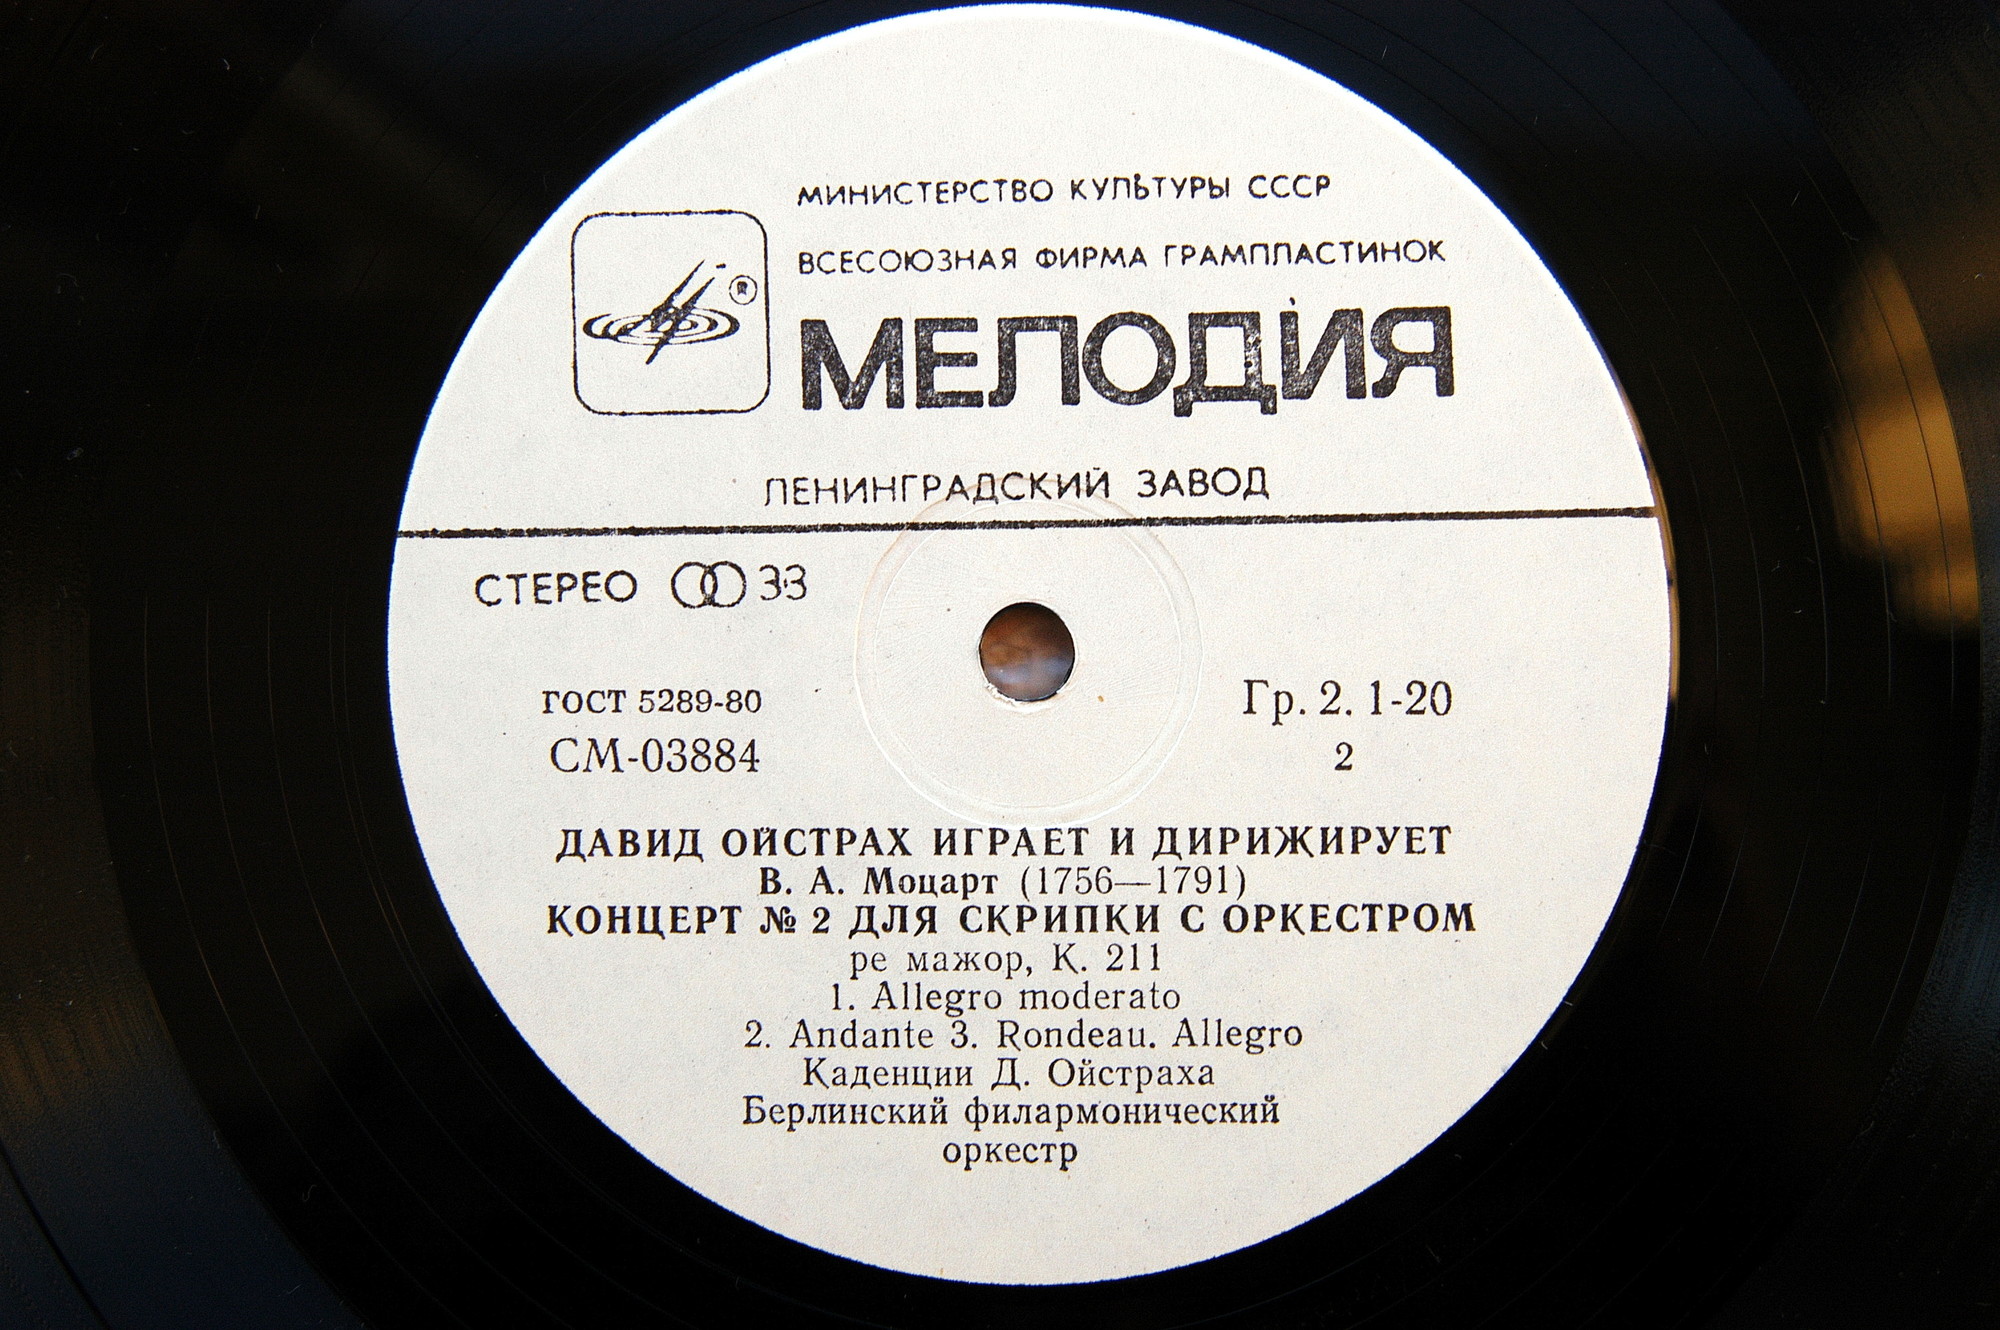 МИНИСТЕРСТВО КУЛЬТУРЫ СССР
ВСЕСОЮЗНАЯ ФИРМА ГРАМПЛАСТИНОК
®
МЕЛОДИЯ
ЛЕНИНГРАДСКИЙ ЗАВОД
СТЕРЕО 33
ГОСТ 5289-80
Гр. 2. 1-20
СМ-03884
2
ДАВИД ОЙСТРАХ ИГРАЕТ И ДИРИЖИРУЕТ
В. А. Моцарт (1756—1791)
КОНЦЕРТ № 2 ДЛЯ СКРИПКИ С ОРКЕСТРОМ
ре мажор, К. 211
1. Allegro moderato
2. Andante 3. Rondeau. Allegro
Каденции Д. Ойстраха
Берлинский филармонический
оркестр